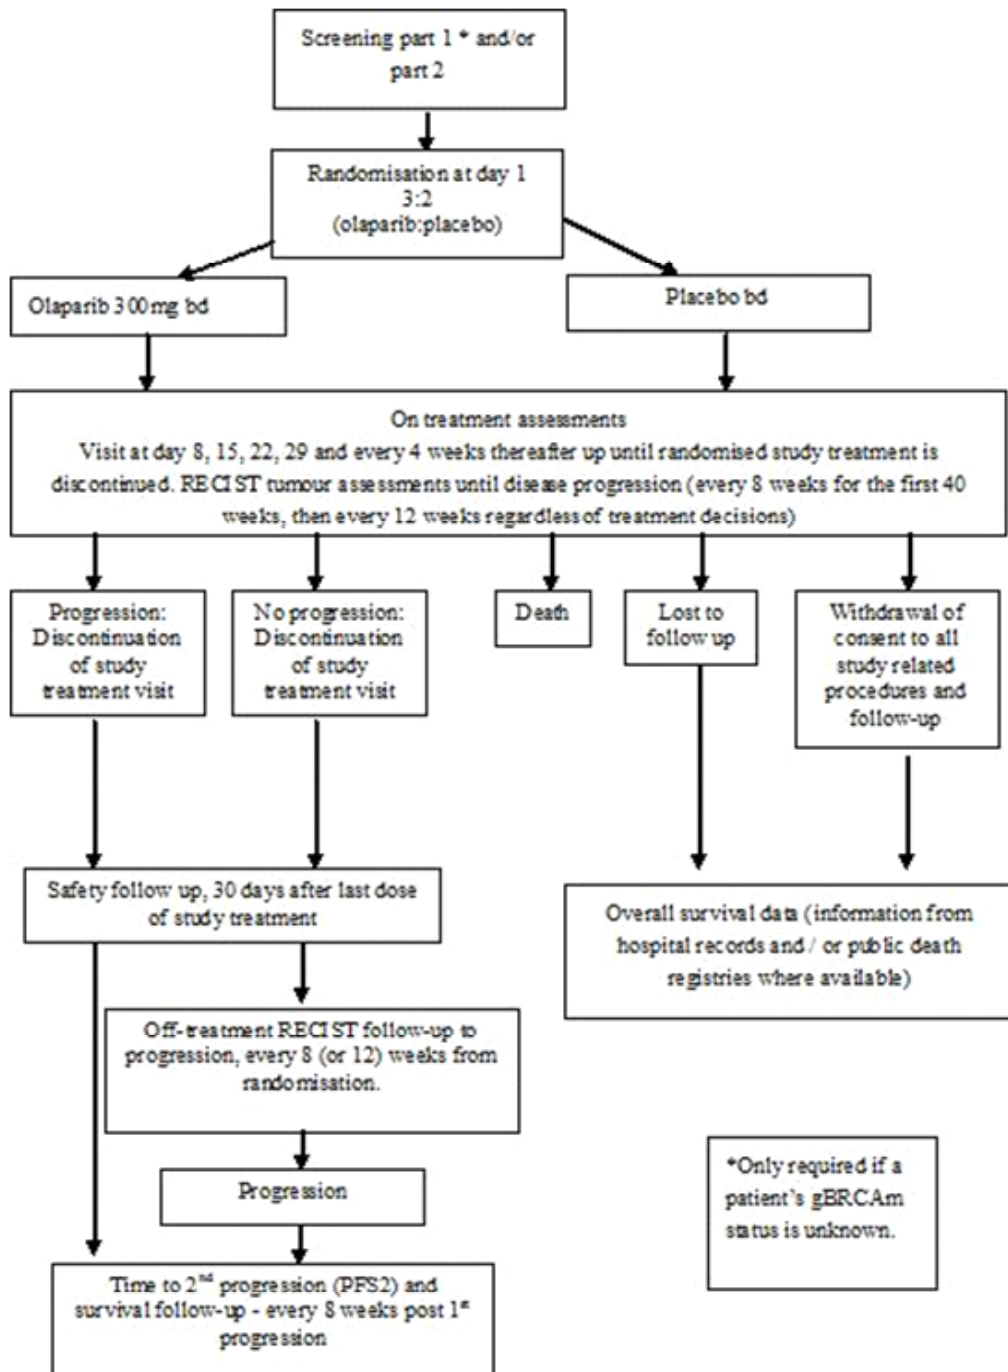 Screening part 1 * and/or
part 2
Randomisation at day 1
3:2
(olaparib:placebo)
Olaparib 300mg bd
Placebo bd
On treatment assessments
Visit at day 8, 15, 22, 29 and every 4 weeks thereafter up until randomised study treatment is
discontinued. RECIST tumour assessments until disease progression (every 8 weeks for the first 40
weeks, then every 12 weeks regardless of treatment decisions)
Progression:
Discontinuation
of study
treatment visit
No progression:
Discontinuation
of study
treatment visit
Death
Lost to
follow up
Withdrawal of
consent to all
study related
procedures and
follow-up
Safety follow up, 30 days after last dose
of study treatment
Overall survival data (information from
hospital records and / or public death
registries where available)
Off-treatment RECIST follow-up to
progression, every 8 (or 12) weeks from
randomisation.
Progression
*Only required if a
patient's gBRCAm
status is unknown.
Time to 2nd progression (PFS2) and
survival follow-up - every 8 weeks post 1st
progression